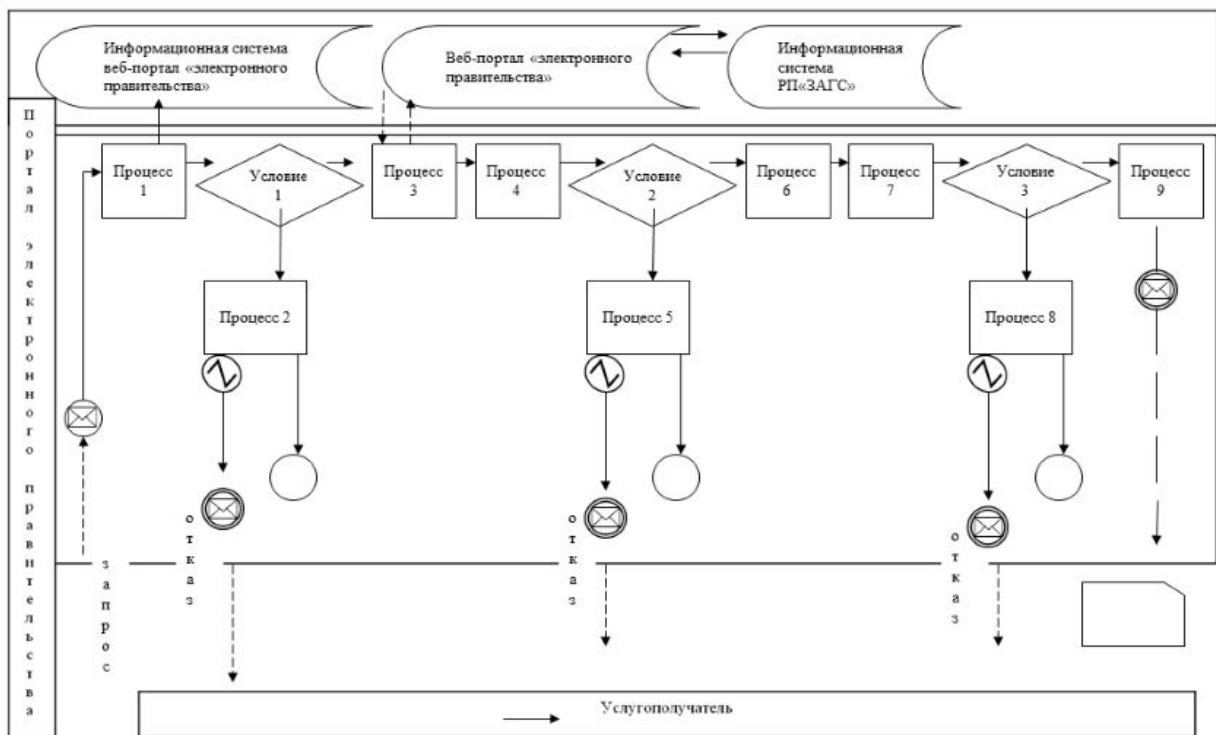 Информационная система
веб-портал «электронного
правительства»
Веб-портал «электронного
правительства»
Информационная
система
РП«ЗАГС»
Портал электронного правительства
Процесс
1
Условие
1
Процесс
3
Процесс
4
Условие
2
Процесс
6
Процесс
7
Условие
3
Процесс
9
Процесс 2
Процесс 5
Процесс 8
запрос
отказ
отказ
отказ
Услугополучатель